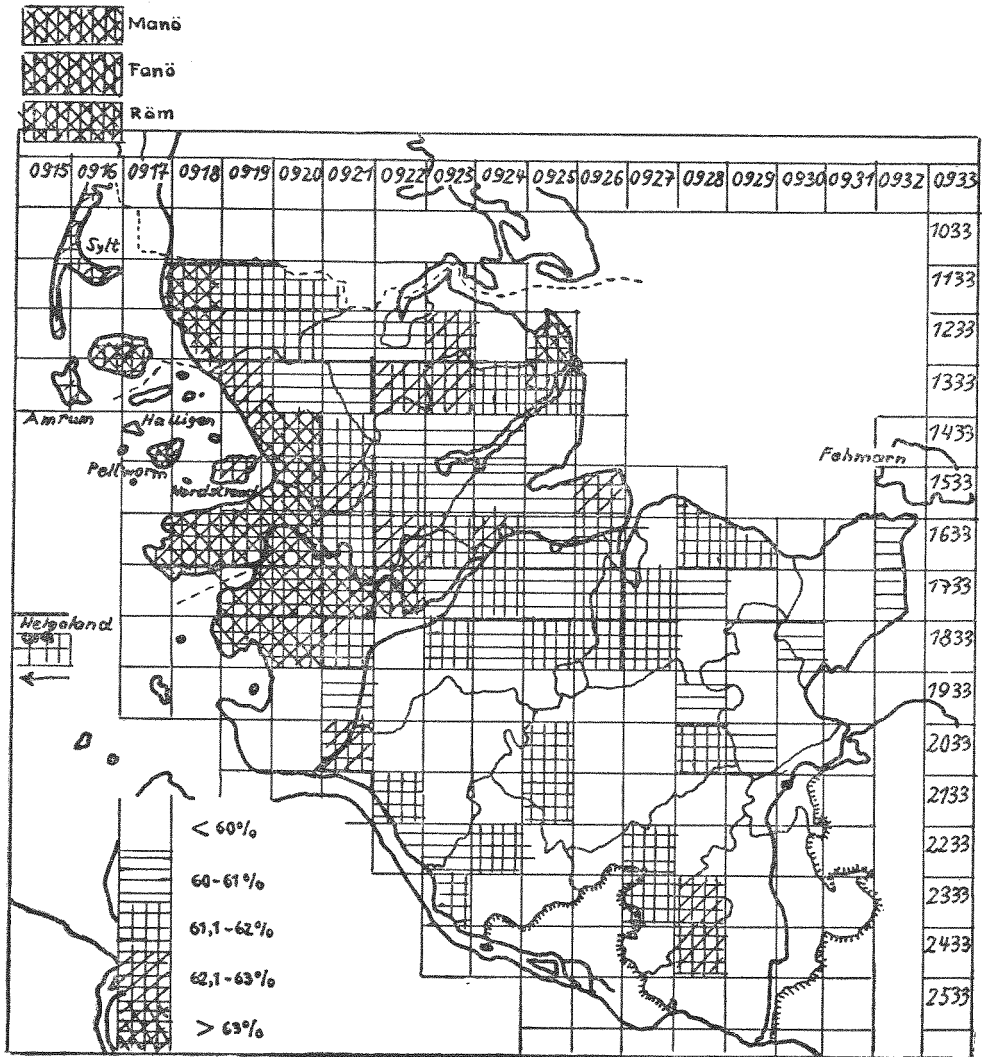 Manö
Fanö
Röm
0915 0916 0917 0918 0919 0920 0921 0922 0923 0924 0925 0926 0927 0928 0929 0930 0931 0932 0933
1033
Sylt
1133
1233
1333
Amrum
Halligen
1433
Fehmarn
Pellworm
1533
Nordstrand
1633
1733
Helgoland
1833
1933
2033
2133
< 60%
2233
60-61%
2333
61,1-62%
2433
62,1-63%
2533
> 63%